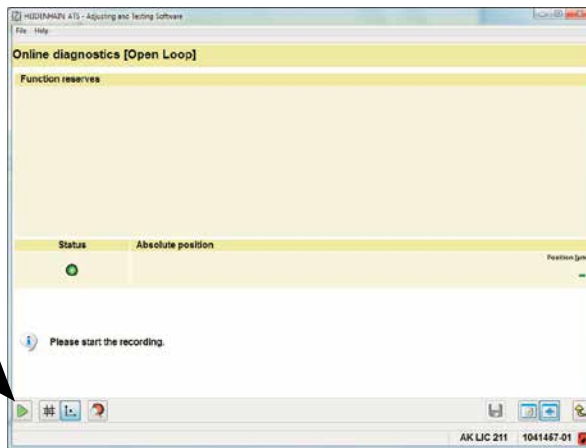 HEIDENHAIN ATS - Adjusting and Testing Software
File Help
Online diagnostics [Open Loop]
Function reserves
Status Absolute position
Position [µm
Please start the recording.
AK LIC 211 1041467-01